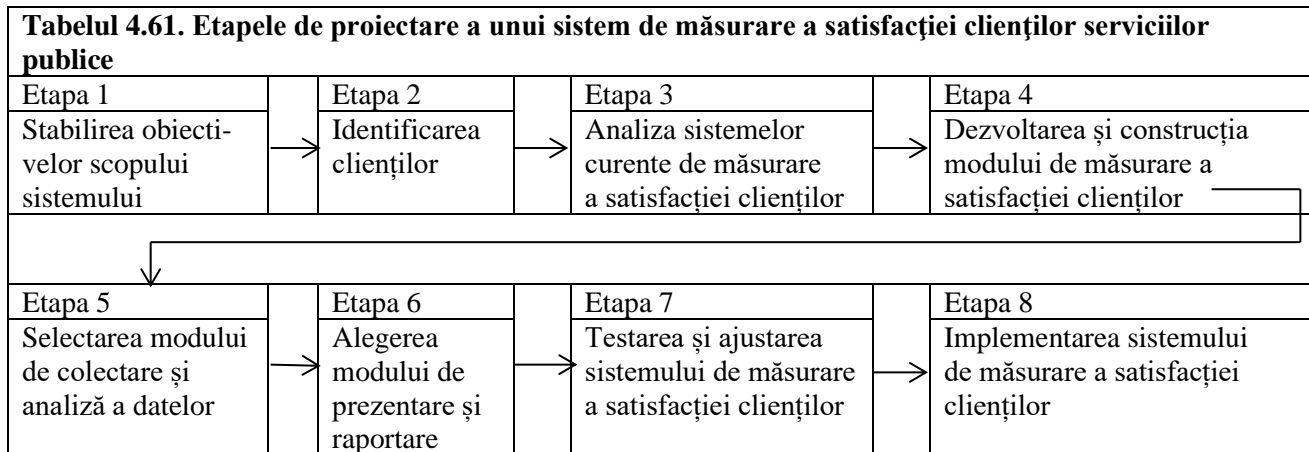 Tabelul 4.61. Etapele de proiectare a unui sistem de măsurare a satisfacţiei clienţilor serviciilor
publice
Etapa 1
Stabilirea obiecti-
velor scopului
sistemului
Etapa 2
Identificarea
clienților
Etapa 3
Analiza sistemelor
curente de măsurare
a satisfacției clienților
Etapa 4
Dezvoltarea și construcția
modului de măsurare a
satisfacției clienților
Etapa 5
Selectarea modului
de colectare și
analiză a datelor
Etapa 6
Alegerea
modului de
prezentare și
raportare
Etapa 7
Testarea și ajustarea
sistemului de măsurare
a satisfacției clienților
Etapa 8
Implementarea sistemului
de măsurare a satisfacției
clienților